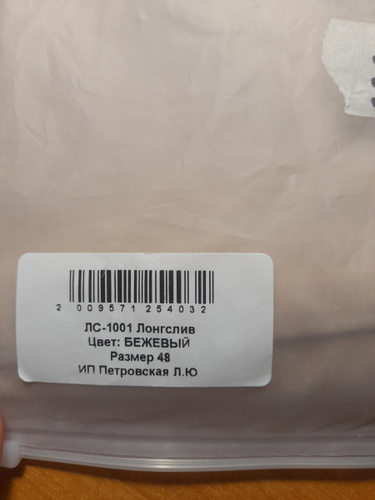 2 009571 254032
ЛС-1001 Лонгслив
Цвет: БЕЖЕВЫЙ
Размер 48
ИП Петровская Л.Ю